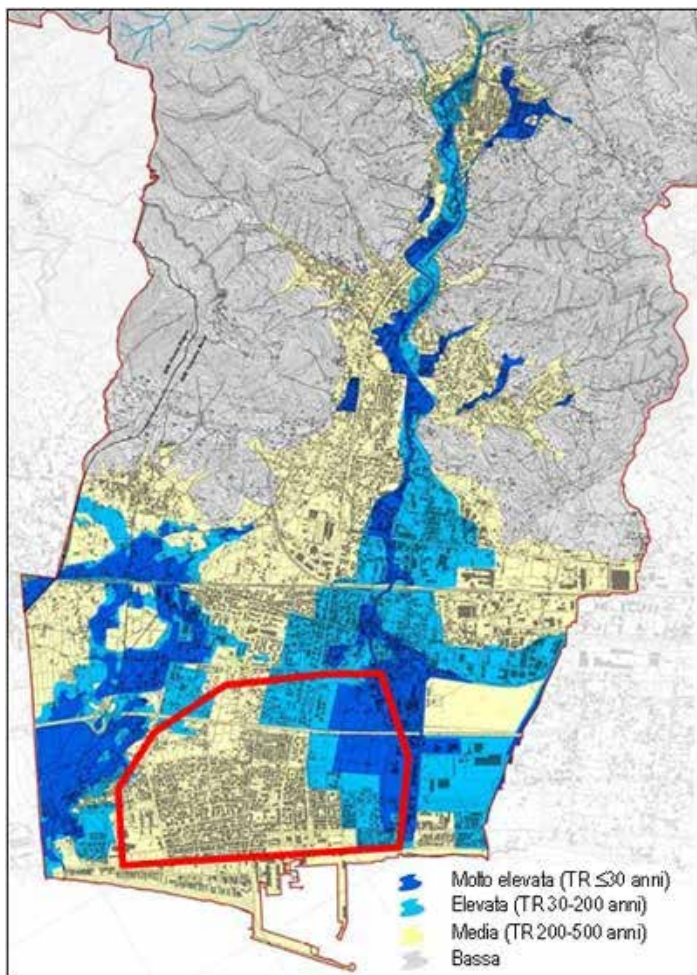 Molto elevata (TR ≤30 anni)
Elevata (TR 30-200 anni)
Media (TR 200-500 anni)
Bassa